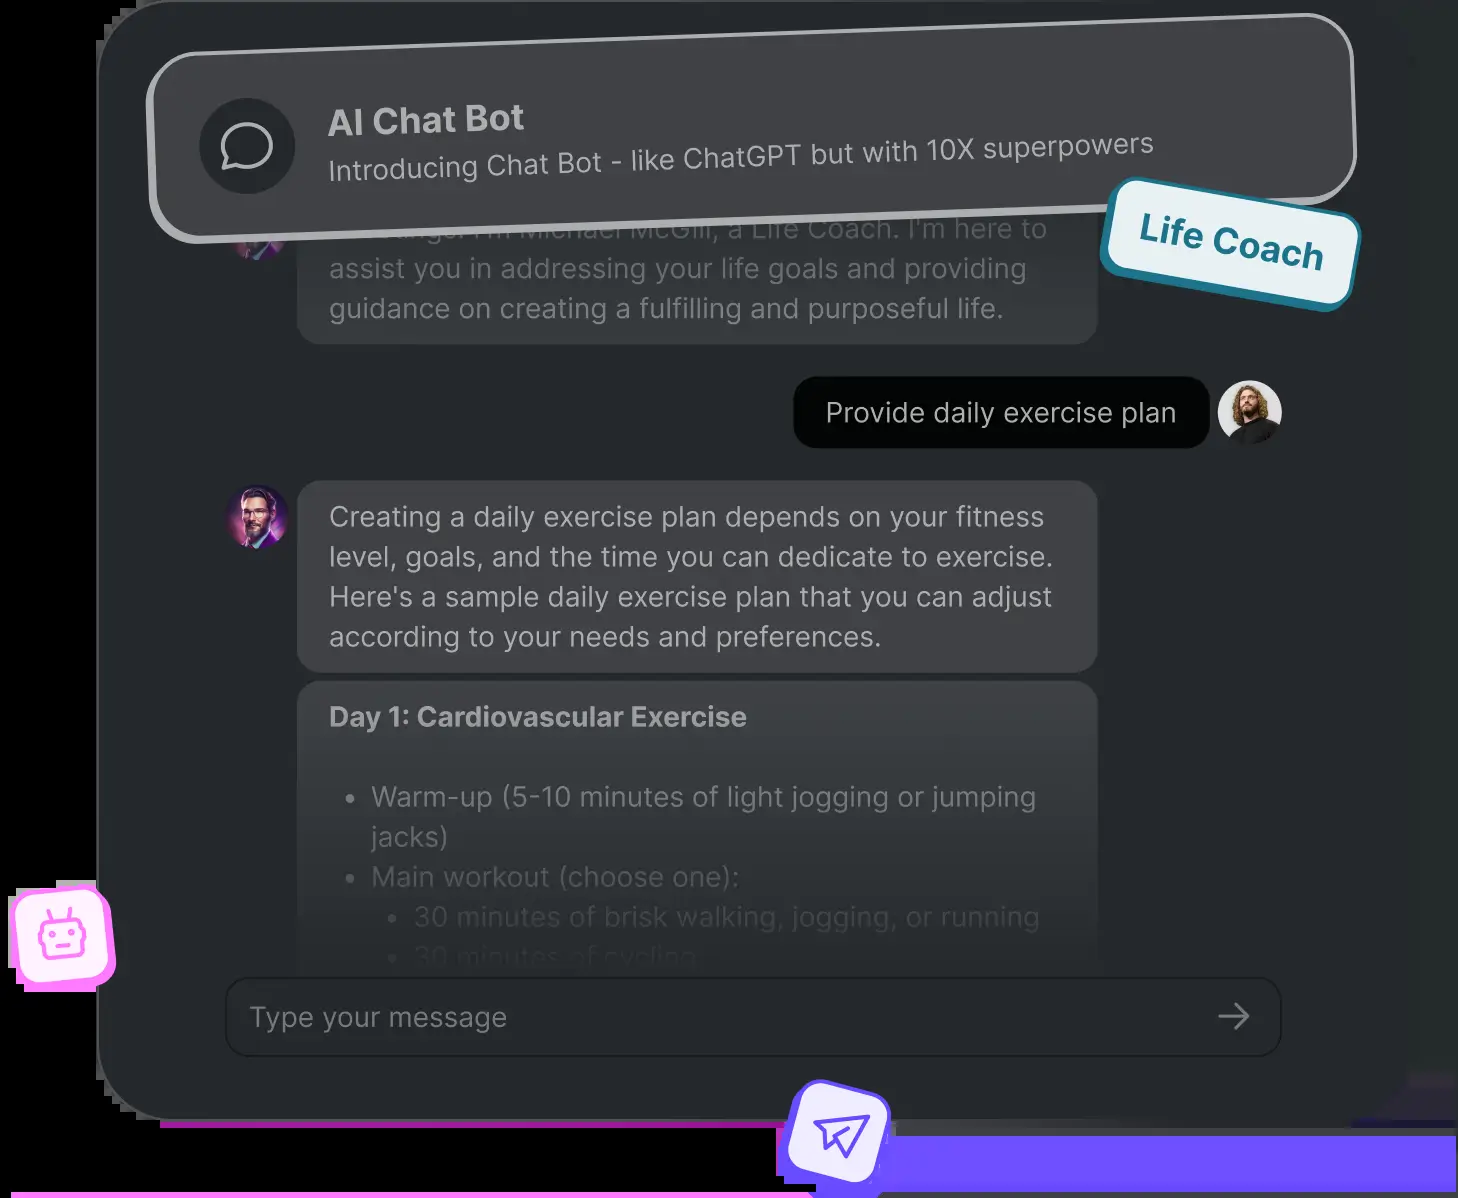 AI Chat Bot
Introducing Chat Bot - like ChatGPT but with 10X superpowers
Life Coach
I'm Michael McGill, a Life Coach. I'm here to
assist you in addressing your life goals and providing
guidance on creating a fulfilling and purposeful life.
Provide daily exercise plan
Creating a daily exercise plan depends on your fitness
level, goals, and the time you can dedicate to exercise.
Here's a sample daily exercise plan that you can adjust
according to your needs and preferences.
Day 1: Cardiovascular Exercise
• Warm-up (5-10 minutes of light jogging or jumping
jacks)
• Main workout (choose one):
• 30 minutes of brisk walking, jogging, or running
• 30 minutes of cycling
Type your message